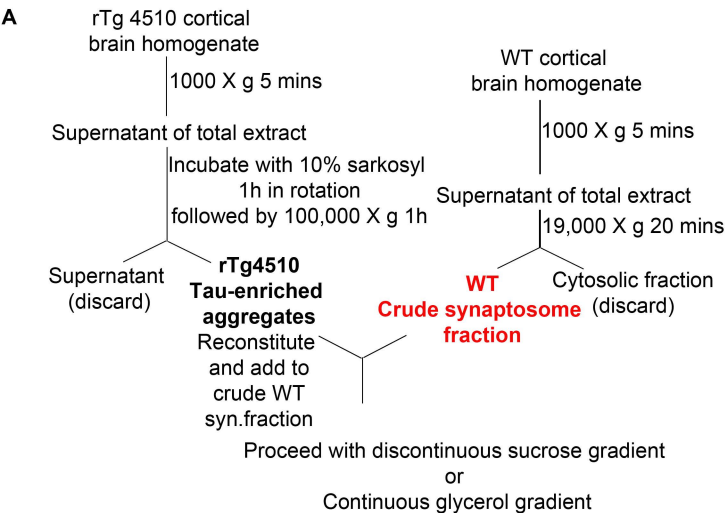 A
rTg 4510 cortical
brain homogenate
1000 X g 5 mins
Supernatant of total extract
Incubate with 10% sarkosyl
1h in rotation
followed by 100,000 X g 1h
Supernatant
(discard)
rTg4510
Tau-enriched
aggregates
Reconstitute
and add to
crude WT
syn.fraction
WT cortical
brain homogenate
1000 X g 5 mins
Supernatant of total extract
19,000 X g 20 mins
WT
Crude synaptosome
fraction
Cytosolic fraction
(discard)
Proceed with discontinuous sucrose gradient
or
Continuous glycerol gradient